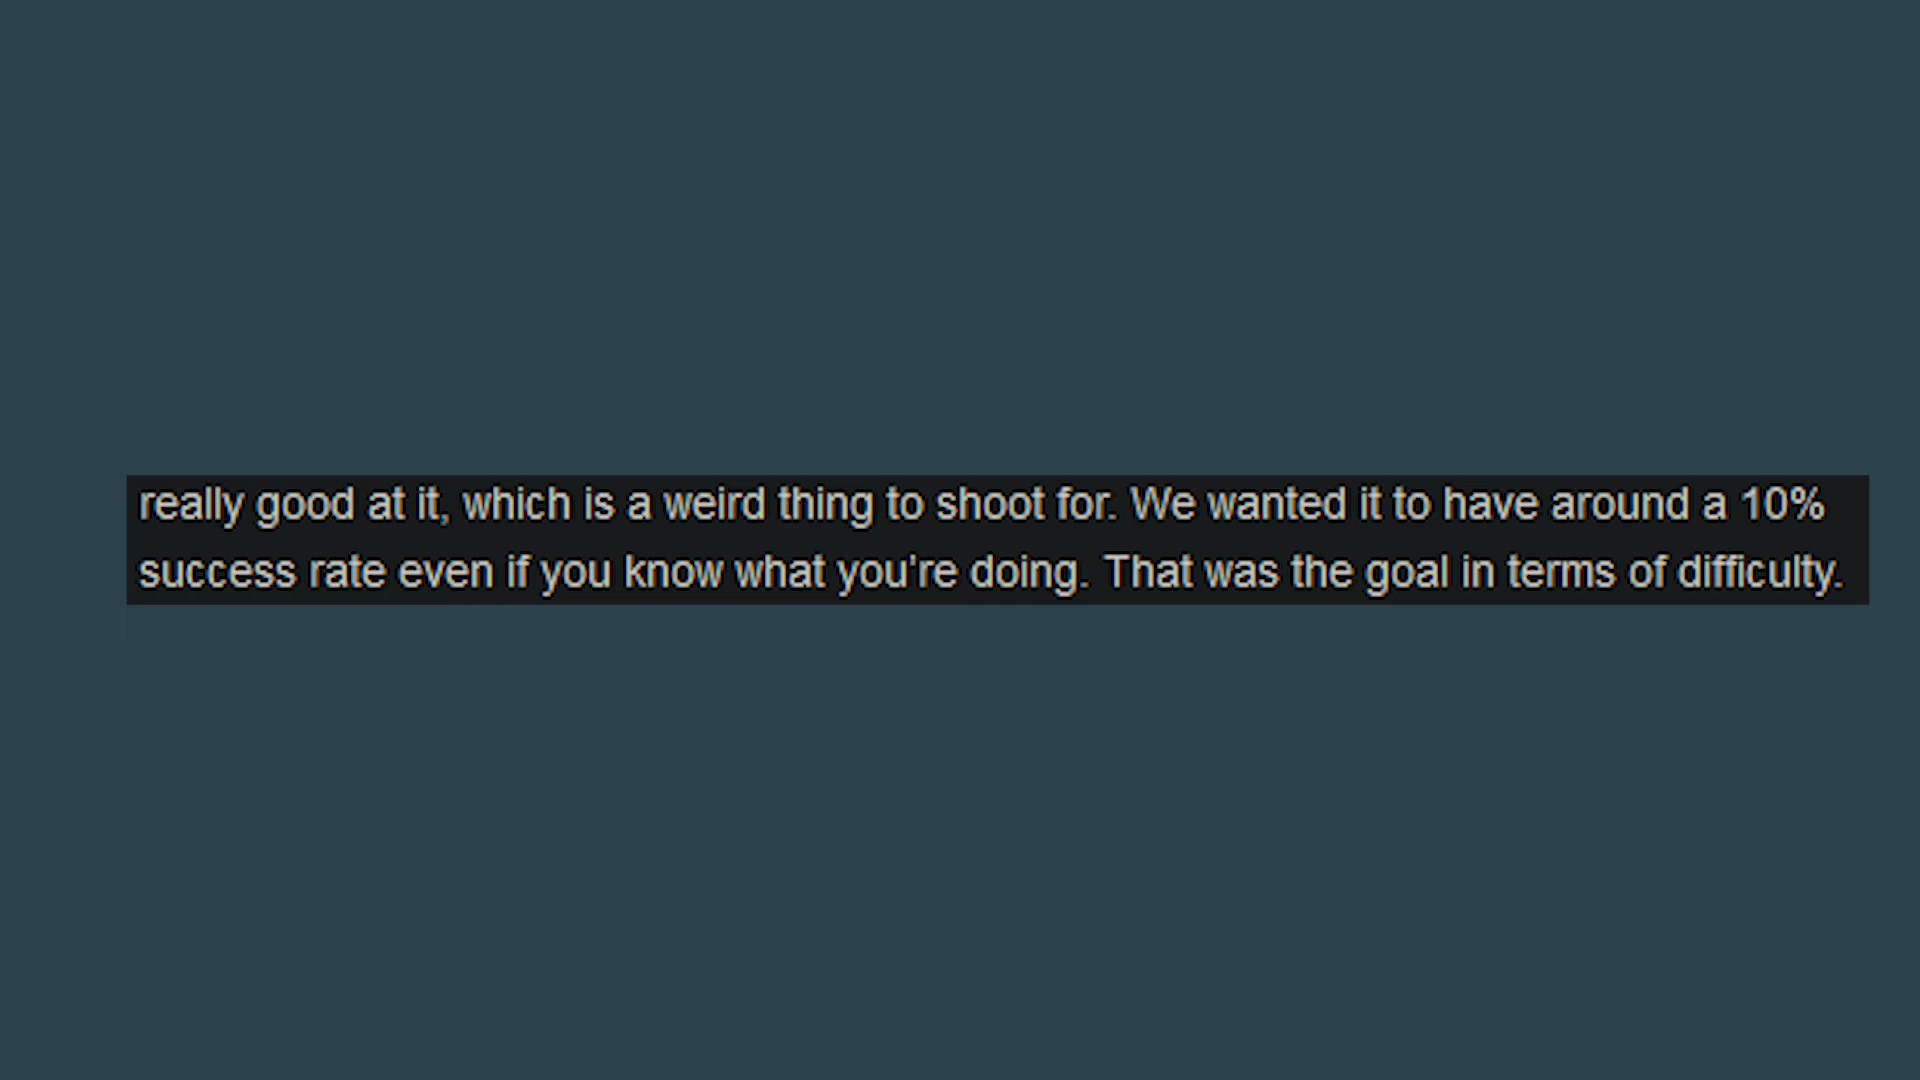 really good at it, which is a weird thing to shoot for. We wanted it to have around a 10%
success rate even if you know what you're doing. That was the goal in terms of difficulty.